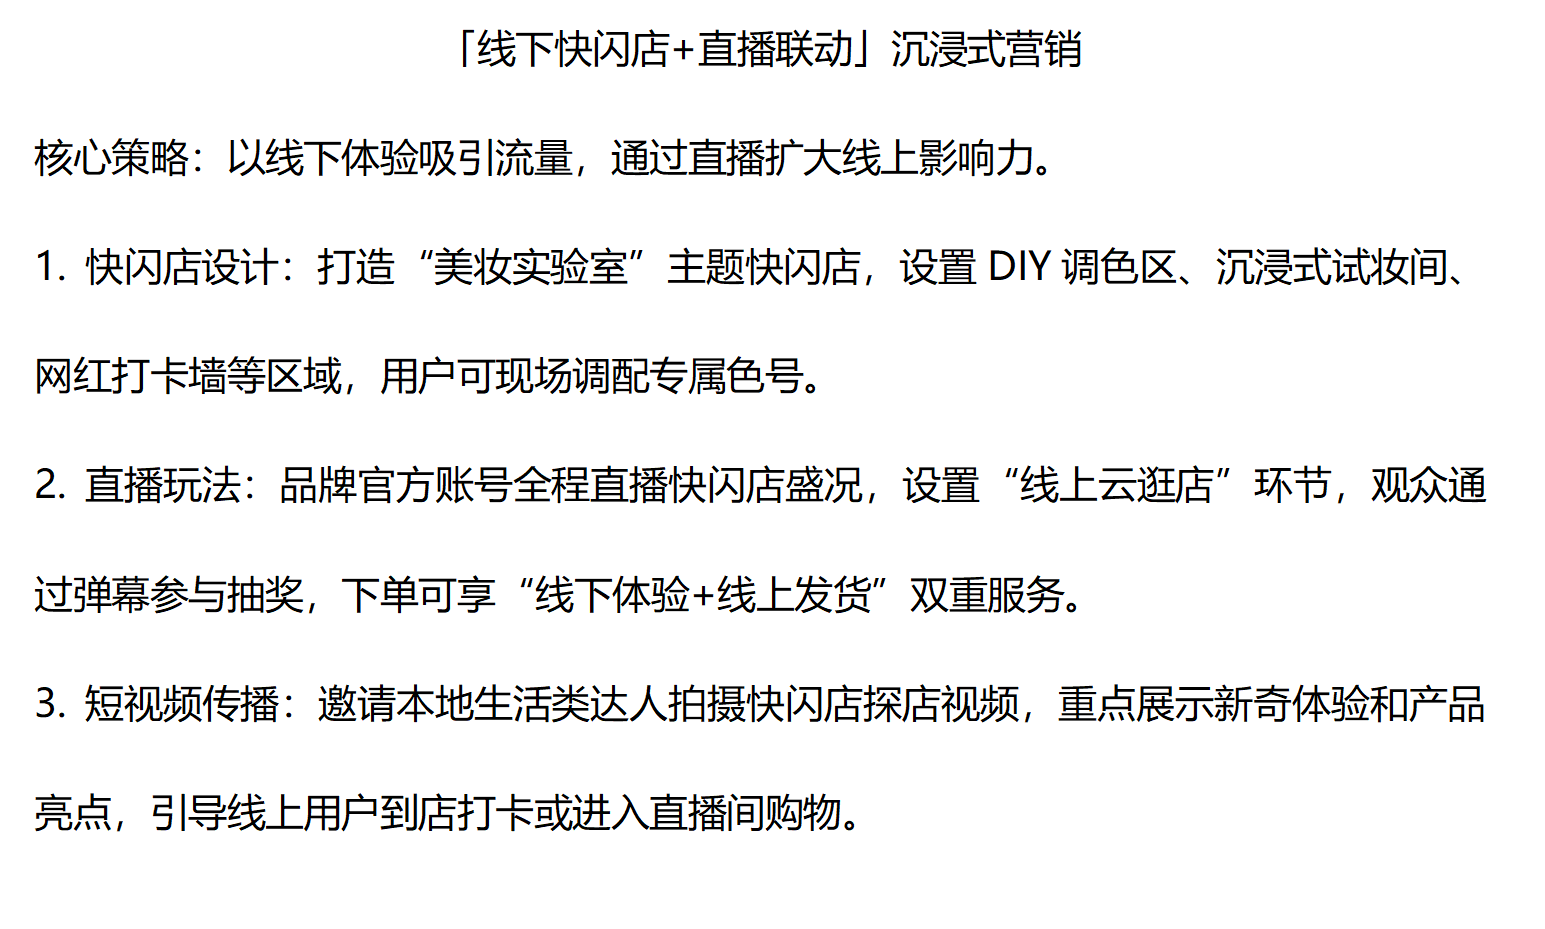 「线下快闪店+直播联动」沉浸式营销
核心策略：以线下体验吸引流量，通过直播扩大线上影响力。
1. 快闪店设计：打造“美妆实验室”主题快闪店，设置 DIY 调色区、沉浸式试妆间、
网红打卡墙等区域，用户可现场调配专属色号。
2. 直播玩法：品牌官方账号全程直播快闪店盛况，设置“线上云逛店”环节，观众通
过弹幕参与抽奖，下单可享“线下体验+线上发货”双重服务。
3. 短视频传播：邀请本地生活类达人拍摄快闪店探店视频，重点展示新奇体验和产品
亮点，引导线上用户到店打卡或进入直播间购物。